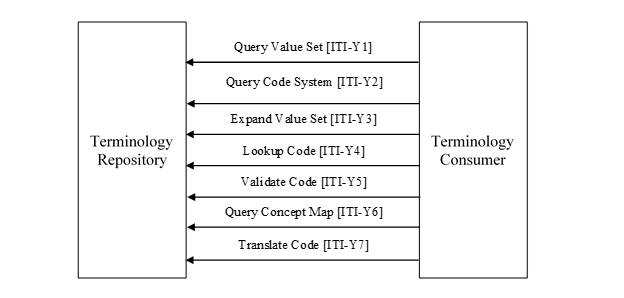 Query Value Set [ITI-Y1]
Query Code System [ITI-Y2]
Expand Value Set [ITI-Y3]
Lookup Code [ITI-Y4]
Validate Code [ITI-Y5]
Query Concept Map [ITI-Y6]
Translate Code [ITI-Y7]
Terminology
Repository
Terminology
Consumer